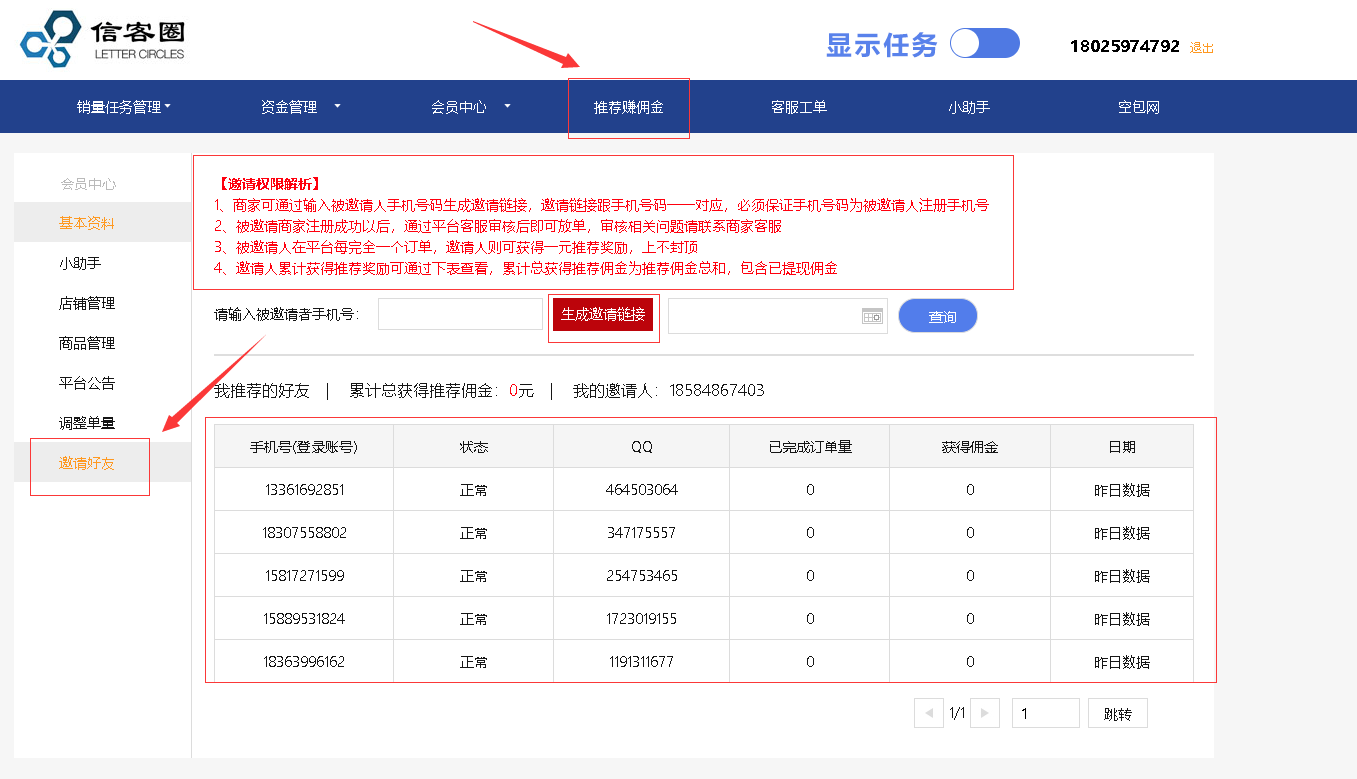 信客圈
LETTER CIRCLES
显示任务
18025974792 退出
销量任务管理 资金管理 会员中心 推荐赚佣金 客服工单 小助手 空包网
会员中心
基本资料
小助手
店铺管理
商品管理
平台公告
调整单量
邀请好友
【邀请权限解析】
1、商家可通过输入被邀请人手机号码生成邀请链接，邀请链接跟手机号码一一对应，必须保证手机号码为被邀请人注册手机号
2、被邀请商家注册成功以后，通过平台客服审核后即可放单，审核相关问题请联系商家客服
3、被邀请人在平台每完全一个订单，邀请人则可获得一元推荐奖励，上不封顶
4、邀请人累计获得推荐奖励可通过下表查看，累计总获得推荐佣金为推荐佣金总和，包含已提现佣金
请输入被邀请者手机号： 生成邀请链接 查询
我推荐的好友 | 累计总获得推荐佣金：0元 | 我的邀请人：18584867403
手机号(登录账号) 状态 QQ 已完成订单量 获得佣金 日期
13361692851 正常 464503064 0 0 昨日数据
18307558802 正常 347175557 0 0 昨日数据
15817271599 正常 254753465 0 0 昨日数据
15889531824 正常 1723019155 0 0 昨日数据
18363996162 正常 1191311677 0 0 昨日数据
1/1 1 跳转